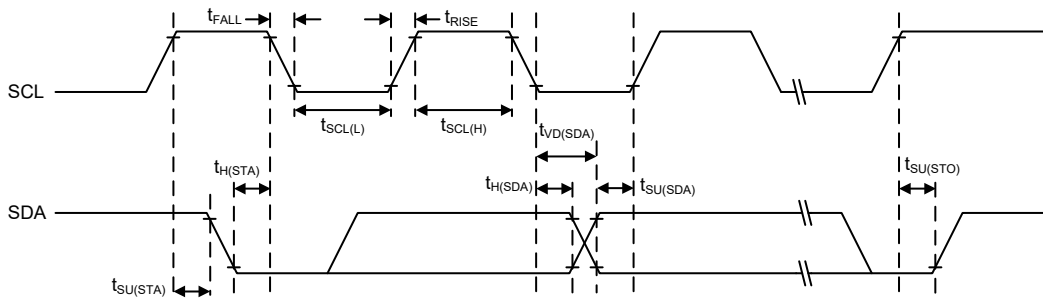 tFALL
tRISE
SCL
tSCL(L)
tSCL(H)
tVD(SDA)
tH(STA)
tH(SDA)
tSU(SDA)
tSU(STO)
SDA
tSU(STA)